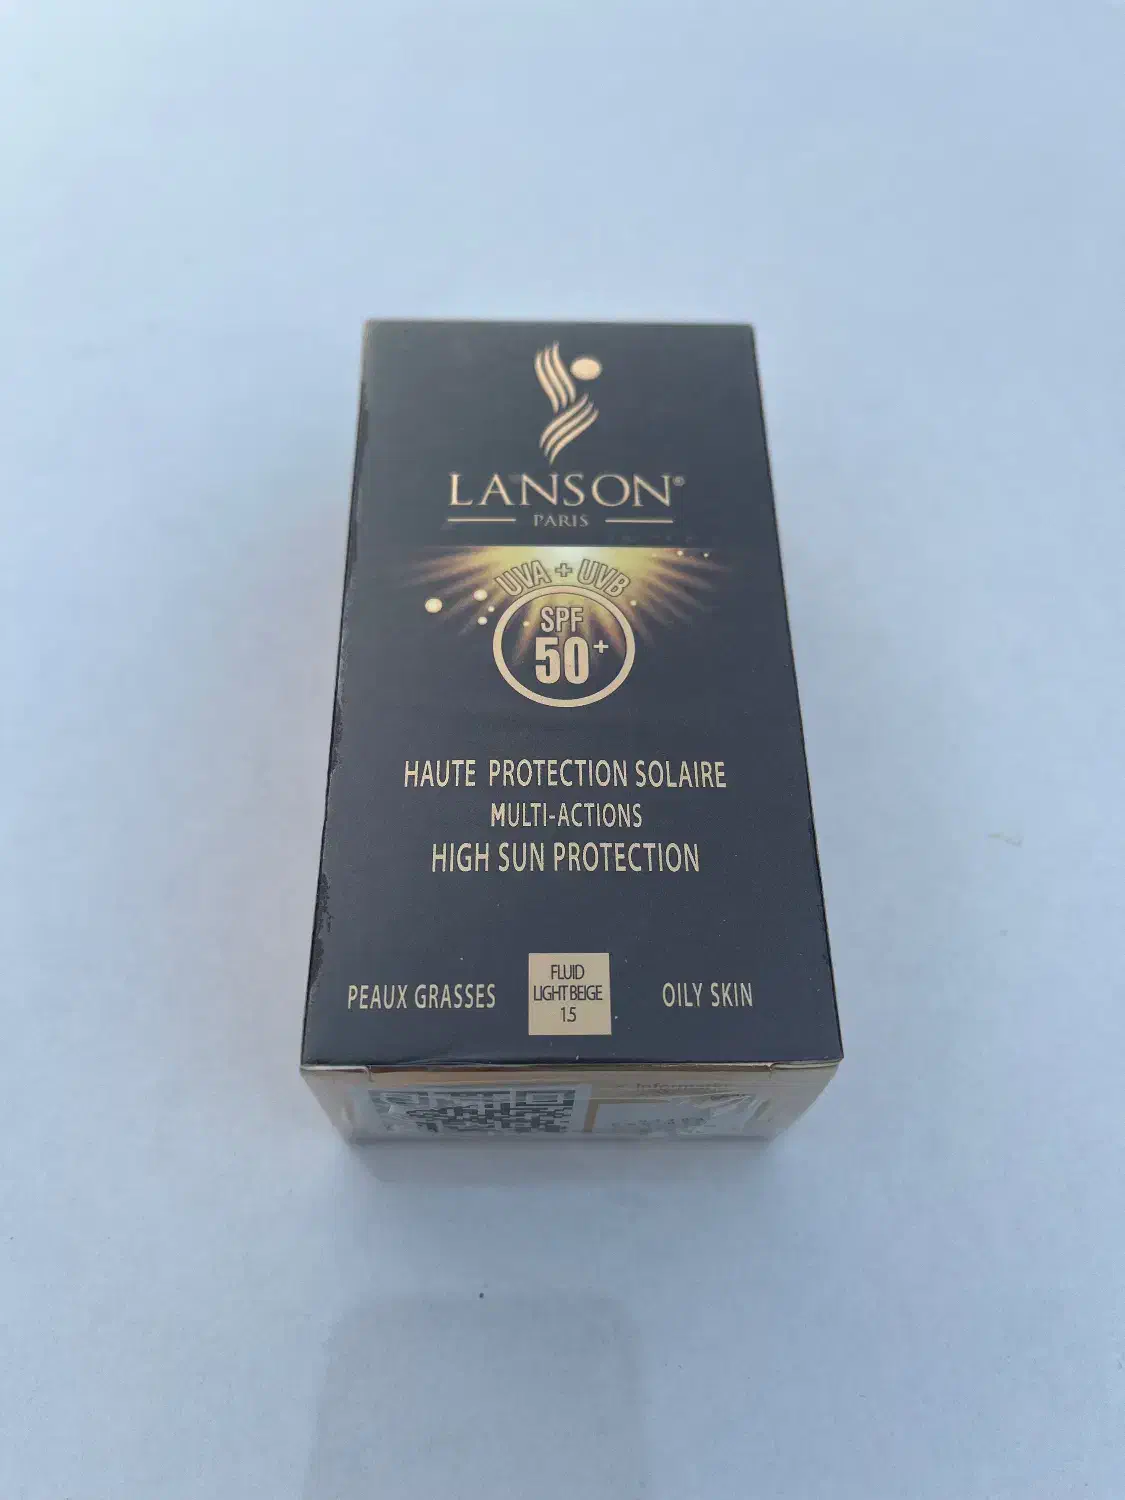 LANSON®
PARIS
UVA + UVB
SPF
50+
HAUTE PROTECTION SOLAIRE
MULTI-ACTIONS
HIGH SUN PROTECTION
PEAUX GRASSES
FLUID
LIGHT BEIGE
1.5
OILY SKIN